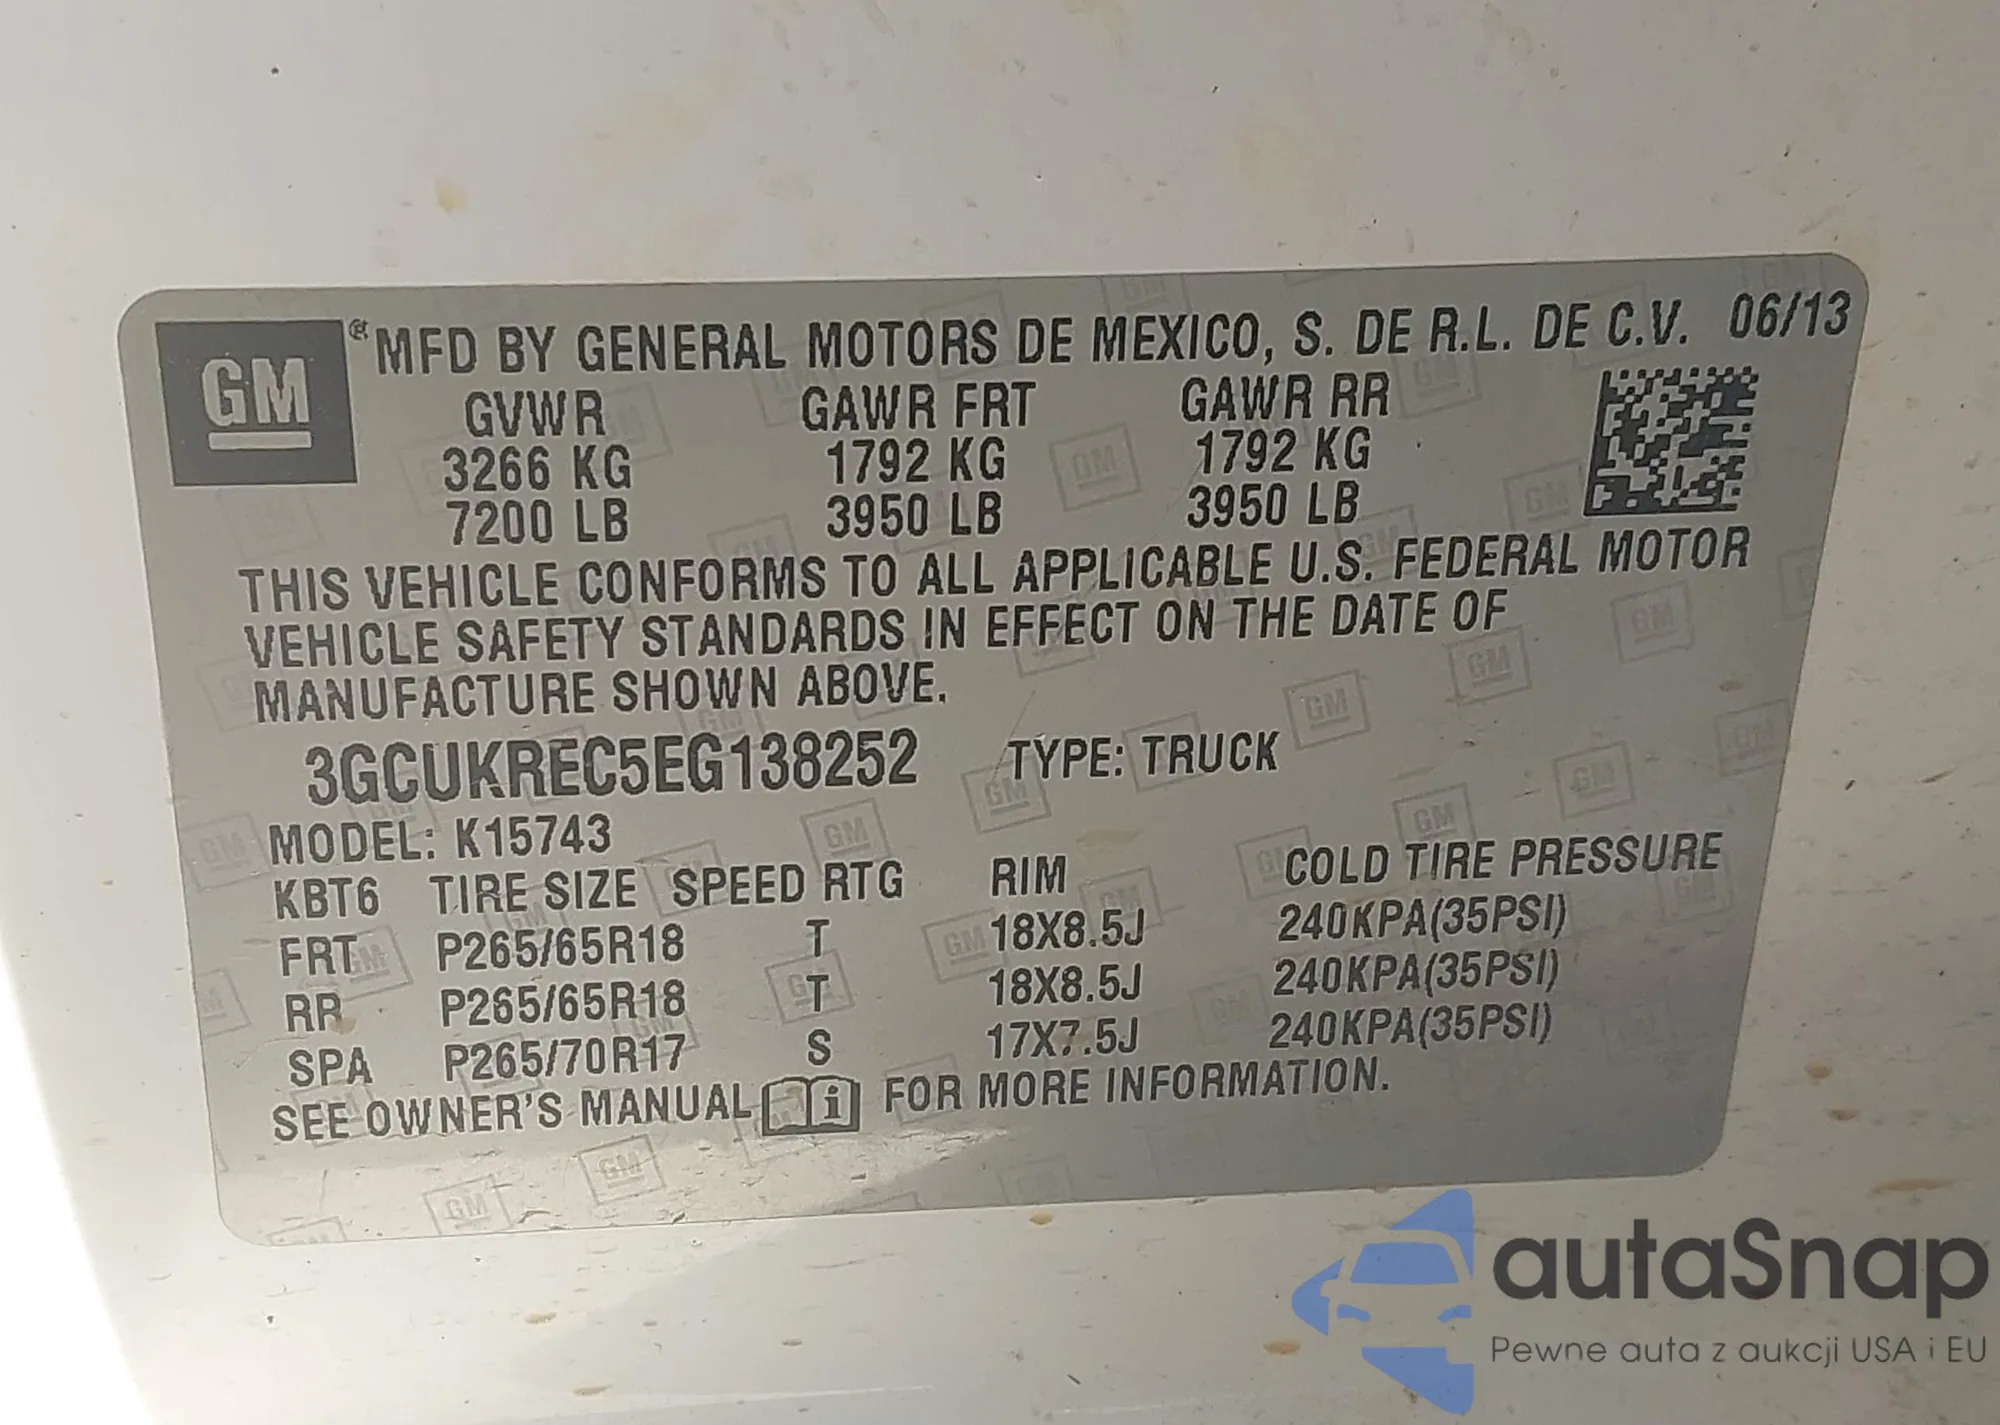 GM ® MFD BY GENERAL MOTORS DE MEXICO, S. DE R.L. DE C.V. 06/13
GVWR GAWR FRT GAWR RR
3266 KG 1792 KG 1792 KG
7200 LB 3950 LB 3950 LB
THIS VEHICLE CONFORMS TO ALL APPLICABLE U.S. FEDERAL MOTOR
VEHICLE SAFETY STANDARDS IN EFFECT ON THE DATE OF
MANUFACTURE SHOWN ABOVE.
3GCUKREC5EG138252 TYPE: TRUCK
MODEL: K15743
KBT6 TIRE SIZE SPEED RTG RIM COLD TIRE PRESSURE
FRT P265/65R18 T 18X8.5J 240KPA(35PSI)
RR P265/65R18 T 18X8.5J 240KPA(35PSI)
SPA P265/70R17 S 17X7.5J 240KPA(35PSI)
SEE OWNER'S MANUAL i FOR MORE INFORMATION.
autaSnap
Pewne auta z aukcji USA i EU